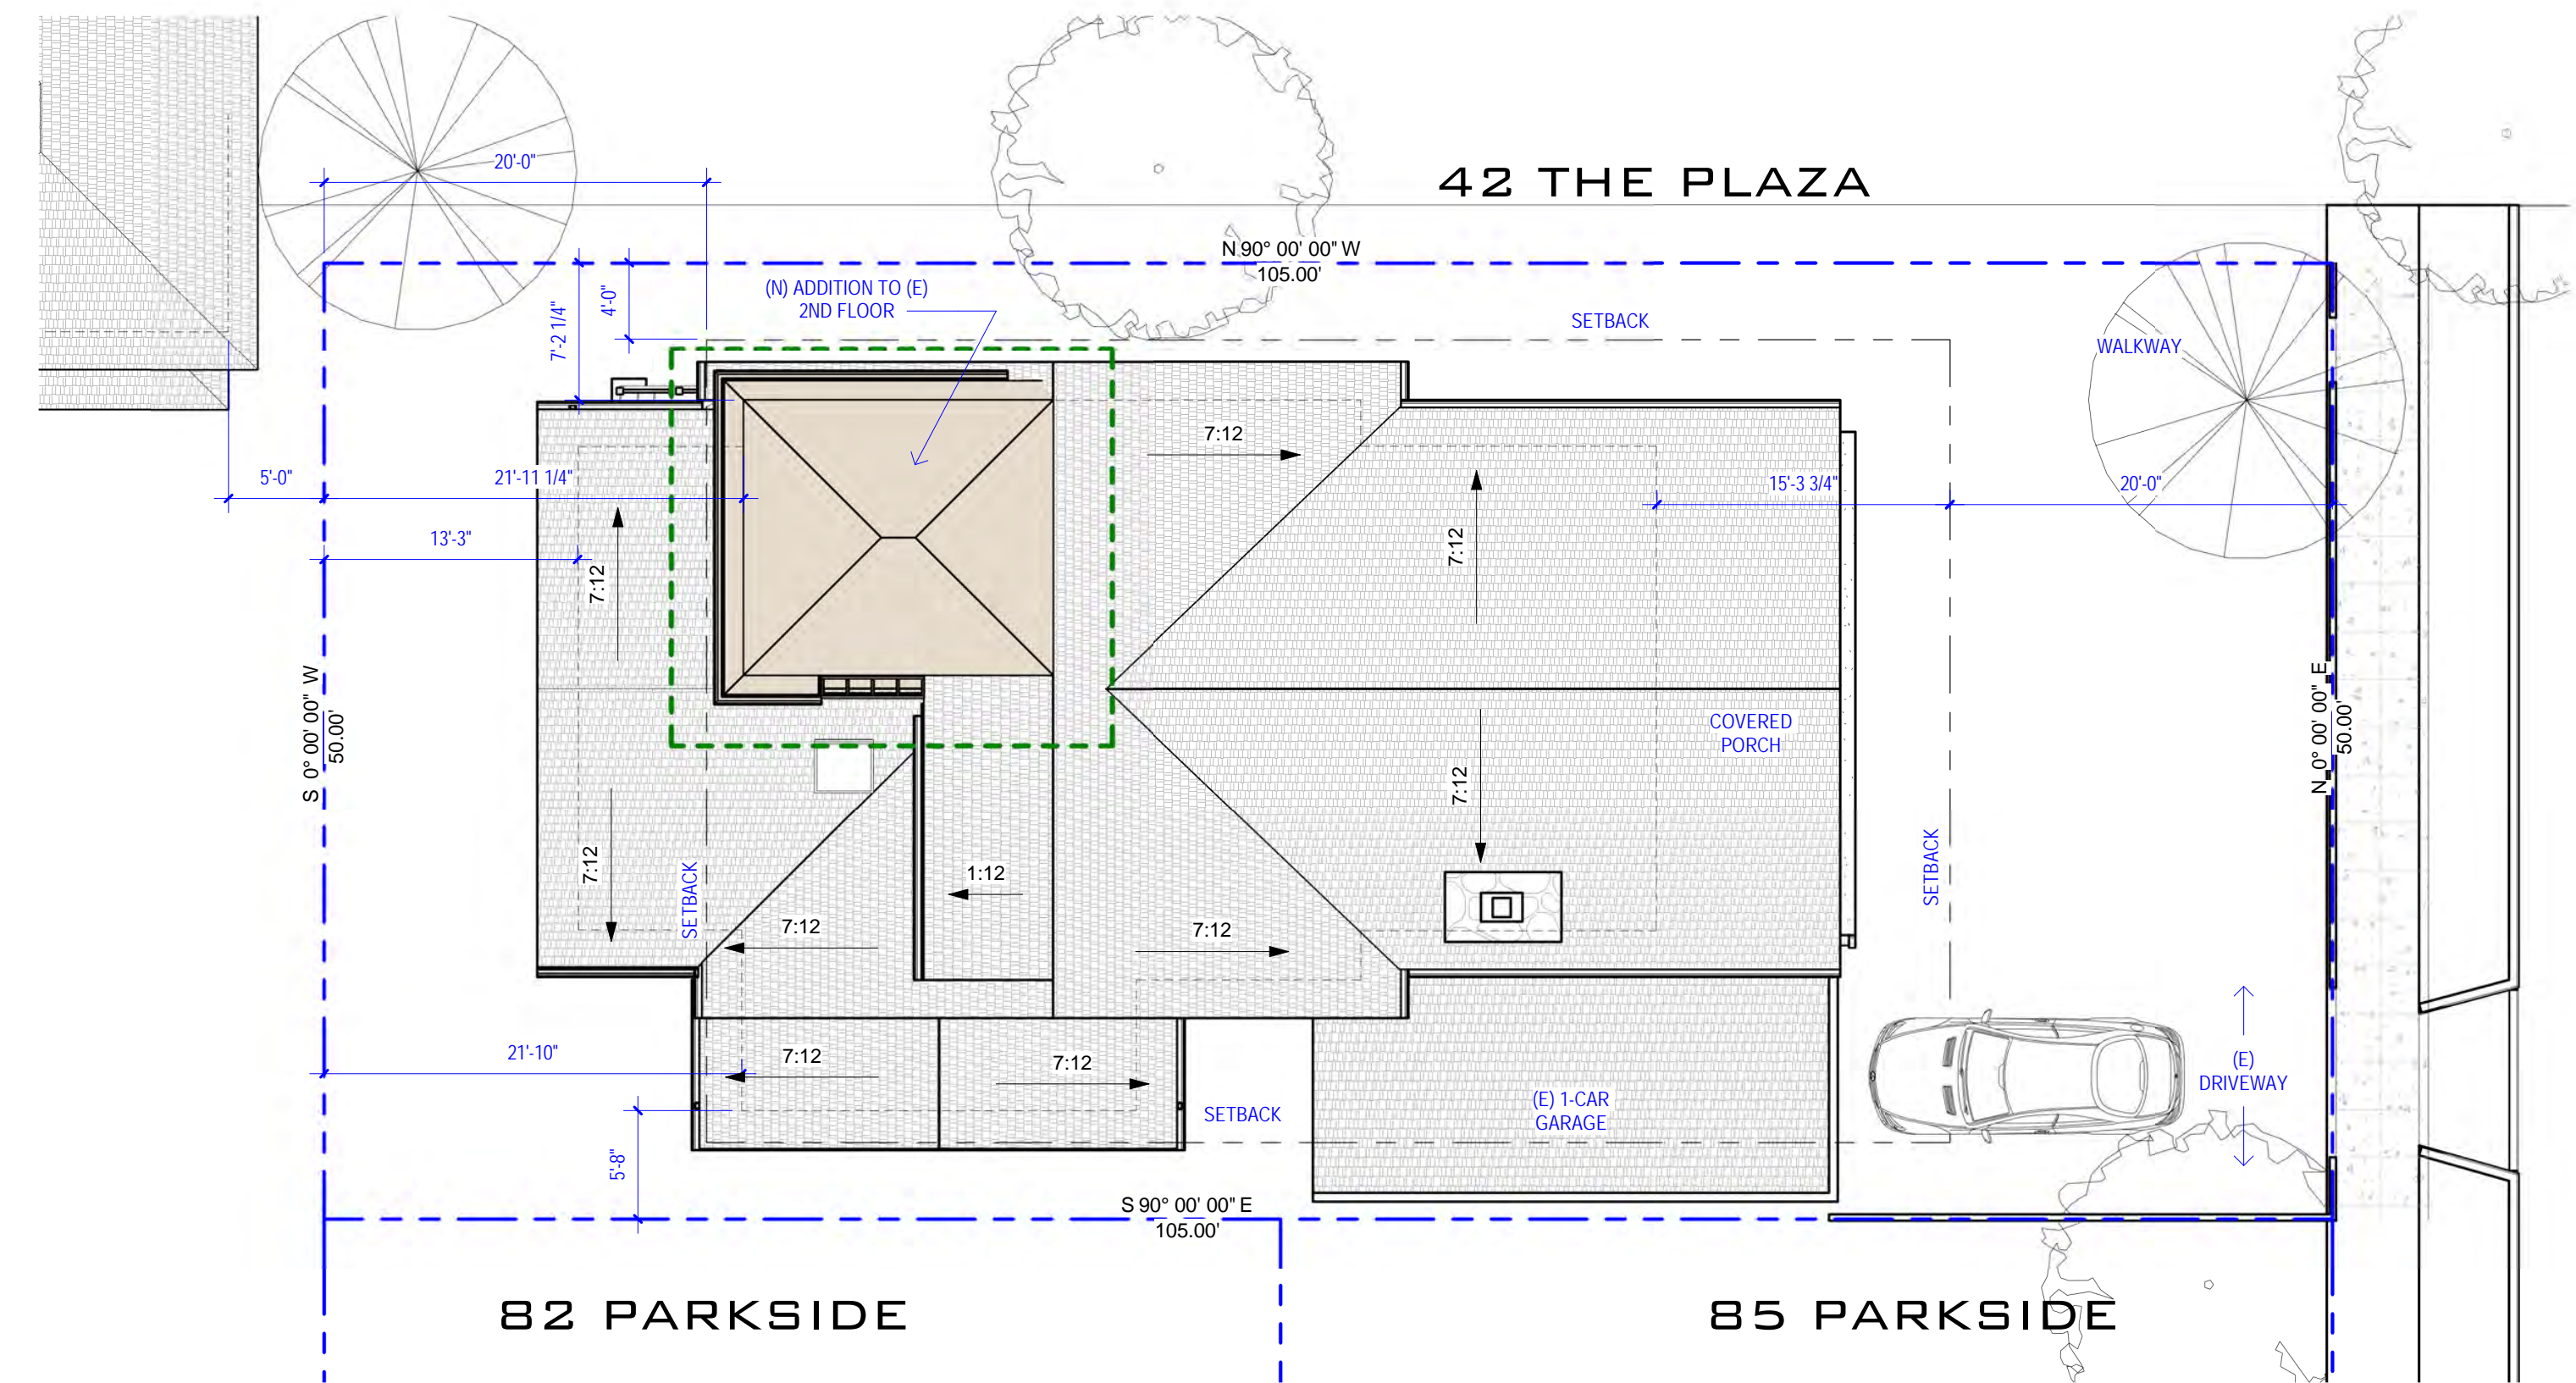 20'-0"
42 THE PLAZA
N 90° 00' 00" W
105.00'
(N) ADDITION TO (E)
2ND FLOOR
7'-2 1/4"
4'-0"
SETBACK
WALKWAY
7:12
5'-0"
21'-11 1/4"
15'-3 3/4"
20'-0"
13'-3"
7:12
7:12
S 0° 00' 00" W
50.00'
N 0° 00' 00" E
50.00'
COVERED
PORCH
7:12
7:12
SETBACK
1:12
SETBACK
7:12
7:12
21'-10"
7:12
7:12
(E)
DRIVEWAY
SETBACK
(E) 1-CAR
GARAGE
5'-8"
S 90° 00' 00" E
105.00'
82 PARKSIDE
85 PARKSIDE